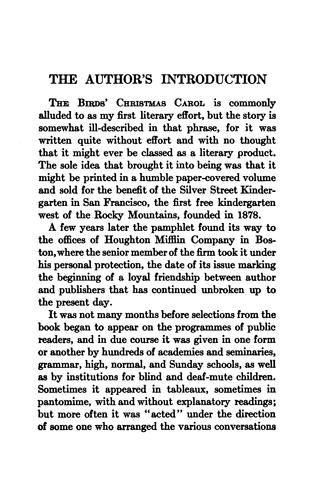 THE AUTHOR'S INTRODUCTION
The Birds' Christmas Carol is commonly
alluded to as my first literary effort, but the story is
somewhat ill-described in that phrase, for it was
written quite without effort and with no thought
that it might ever be classed as a literary product.
The sole idea that brought it into being was that it
might be printed in a humble paper-covered volume
and sold for the benefit of the Silver Street Kinder-
garten in San Francisco, the first free kindergarten
west of the Rocky Mountains, founded in 1878.
A few years later the pamphlet found its way to
the offices of Houghton Mifflin Company in Bos-
ton, where the senior member of the firm took it under
his personal protection, the date of its issue marking
the beginning of a loyal friendship between author
and publishers that has continued unbroken up to
the present day.
It was not many months before selections from the
book began to appear on the programmes of public
readers, and in due course it was given in one form
or another by hundreds of academies and seminaries,
grammar, high, normal, and Sunday schools, as well
as by institutions for blind and deaf-mute children.
Sometimes it appeared in tableaux, sometimes in
pantomime, with and without explanatory readings;
but more often it was "acted" under the direction
of some one who arranged the various conversations